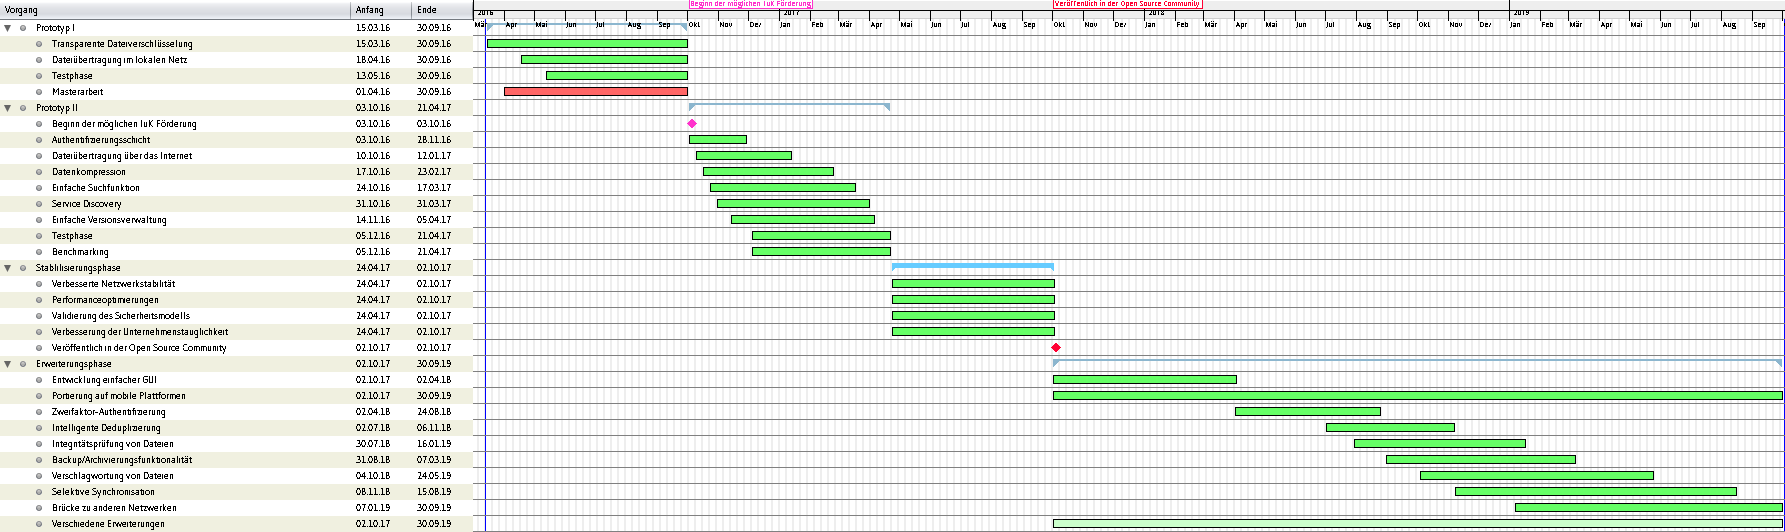 Vorgang Anfang Ende
Beginn der möglichen IuK Förderung
Veröffentlich in der Open Source Community
2016 2017 2018 2019
Mär Apr Mai Jun Jul Aug Sep Okt Nov Dez Jan Feb Mär Apr Mai Jun Jul Aug Sep Okt Nov Dez Jan Feb Mär Apr Mai Jun Jul Aug Sep Okt Nov Dez Jan Feb Mär Apr Mai Jun Jul Aug Sep
Prototyp I 15.03.16 30.09.16
Transparente Dateiverschlüsselung 15.03.16 30.09.16
Dateiübertragung im lokalen Netz 18.04.16 30.09.16
Testphase 13.05.16 30.09.16
Masterarbeit 01.04.16 30.09.16
Prototyp II 03.10.16 21.04.17
Beginn der möglichen IuK Förderung 03.10.16 03.10.16
Authentifizierungsschicht 03.10.16 28.11.16
Dateiübertragung über das Internet 10.10.16 12.01.17
Datenkompression 17.10.16 23.02.17
Einfache Suchfunktion 24.10.16 17.03.17
Service Discovery 31.10.16 31.03.17
Einfache Versionsverwaltung 14.11.16 05.04.17
Testphase 05.12.16 21.04.17
Benchmarking 05.12.16 21.04.17
Stablilisierungsphase 24.04.17 02.10.17
Verbesserte Netzwerkstabilität 24.04.17 02.10.17
Performanceoptimierungen 24.04.17 02.10.17
Validierung des Sicherheitsmodells 24.04.17 02.10.17
Verbesserung der Unternehmenstauglichkeit 24.04.17 02.10.17
Veröffentlich in der Open Source Community 02.10.17 02.10.17
Erweiterungsphase 02.10.17 30.09.19
Entwicklung einfacher GUI 02.10.17 02.04.18
Portierung auf mobile Plattformen 02.10.17 30.09.19
Zweifaktor-Authentifizierung 02.04.18 24.08.18
Intelligente Deduplizierung 02.07.18 06.11.18
Integritätsprüfung von Dateien 30.07.18 16.01.19
Backup/Archivierungsfunktionalität 31.08.18 07.03.19
Verschlagwortung von Dateien 04.10.18 24.05.19
Selektive Synchronisation 08.11.18 15.08.19
Brücke zu anderen Netzwerken 07.01.19 30.09.19
Verschiedene Erweiterungen 02.10.17 30.09.19